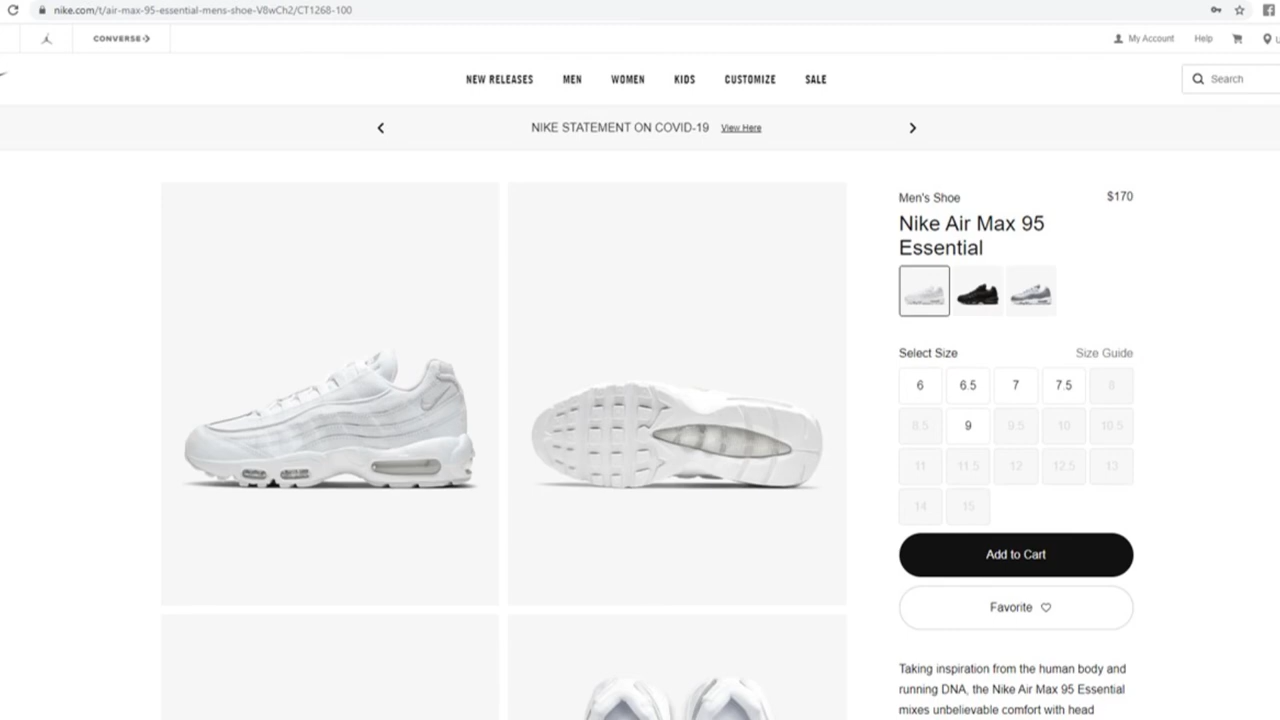 nike.com/t/air-max-95-essential-mens-shoe-V8wCh2/CT1268-100
CONVERSE
My Account
Help
NEW RELEASES
MEN
WOMEN
KIDS
CUSTOMIZE
SALE
Search
NIKE STATEMENT ON COVID-19 View Here
Men's Shoe
$170
Nike Air Max 95
Essential
Select Size
Size Guide
6 6.5 7 7.5 8
8.5 9 9.5 10 10.5
11 11.5 12 12.5 13
14 15
Add to Cart
Favorite
Taking inspiration from the human body and
running DNA, the Nike Air Max 95 Essential
mixes unbelievable comfort with head